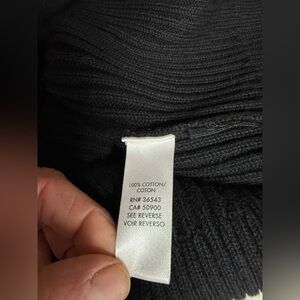 100% COTTON/
COTON
RN# 36543
CA# 50900
SEE REVERSE
VOIR REVERSO